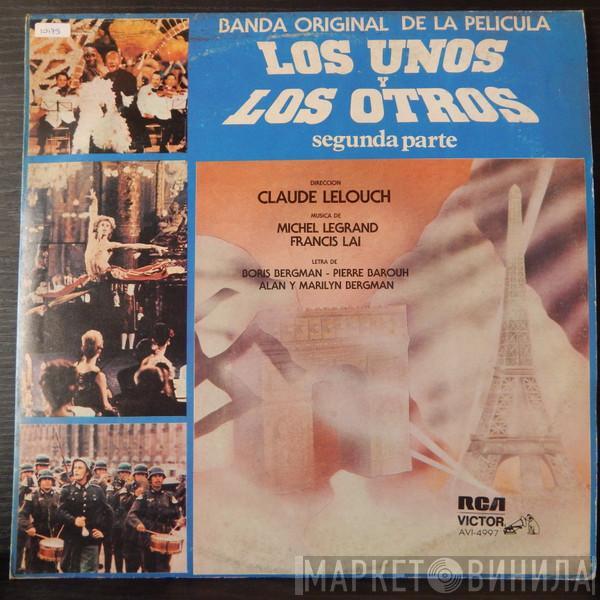 BANDA ORIGINAL DE LA PELICULA
LOS UNOS
Y
LOS OTROS
segunda parte
DIRECCION
CLAUDE LELOUCH
MUSICA DE
MICHEL LEGRAND
FRANCIS LAI
LETRA DE
BORIS BERGMAN - PIERRE BAROUH
ALAN Y MARILYN BERGMAN
RCA
VICTOR
AVI-4997
МАРКЕТ ВИНИЛА